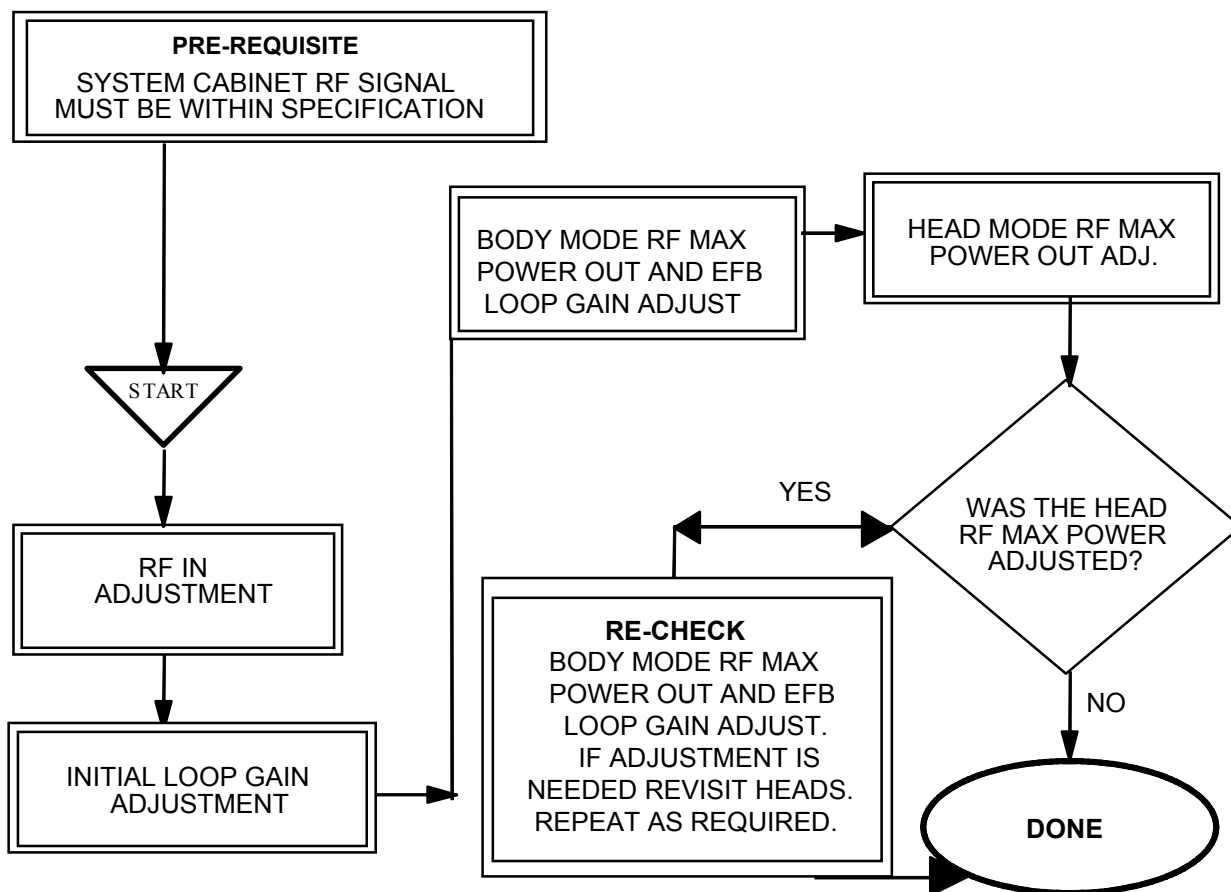 PRE-REQUISITE
SYSTEM CABINET RF SIGNAL
MUST BE WITHIN SPECIFICATION
START
RF IN
ADJUSTMENT
INITIAL LOOP GAIN
ADJUSTMENT
BODY MODE RF MAX
POWER OUT AND EFB
LOOP GAIN ADJUST
HEAD MODE RF MAX
POWER OUT ADJ.
WAS THE HEAD
RF MAX POWER
ADJUSTED?
YES
RE-CHECK
BODY MODE RF MAX
POWER OUT AND EFB
LOOP GAIN ADJUST.
IF ADJUSTMENT IS
NEEDED REVISIT HEADS.
REPEAT AS REQUIRED.
NO
DONE